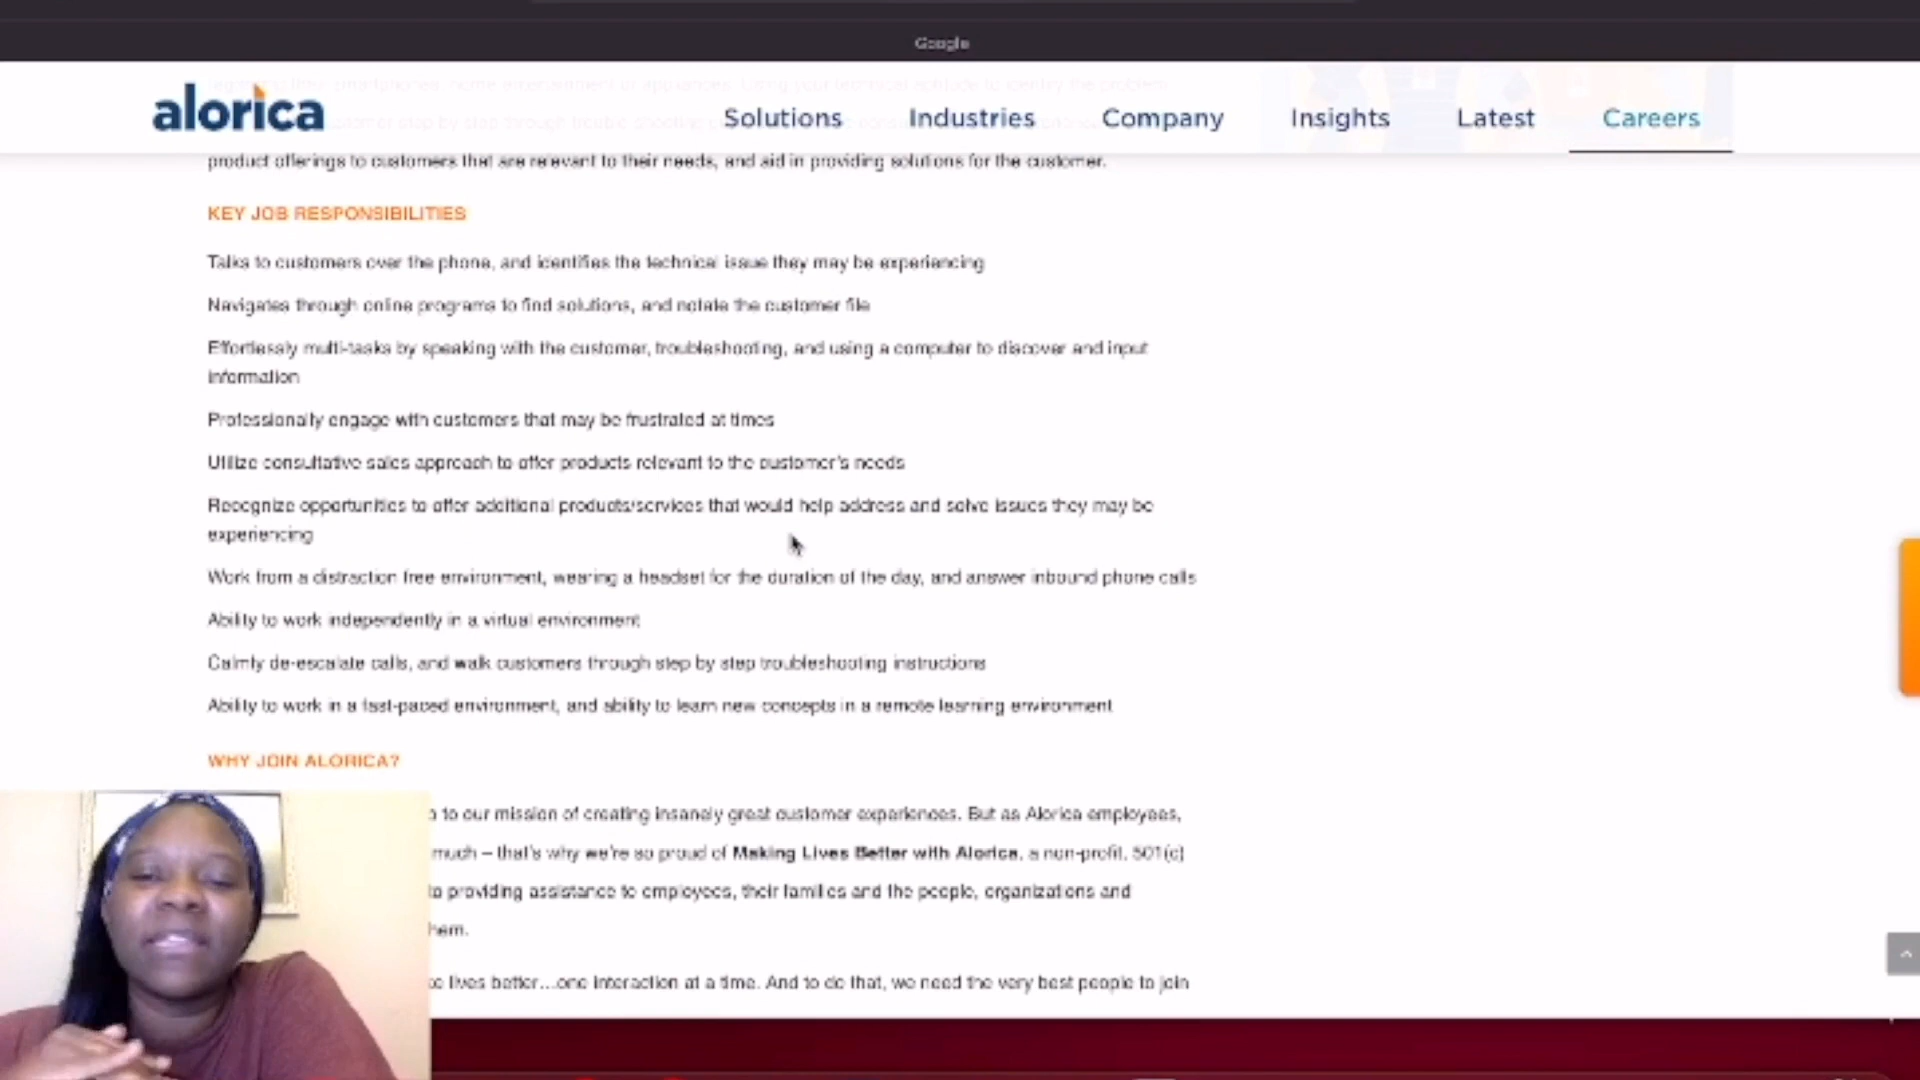 Google
alorica
Solutions Industries Company Insights Latest Careers
product offerings to customers that are relevant to their needs, and aid in providing solutions for the customer.
KEY JOB RESPONSIBILITIES
Talks to customers over the phone, and identifies the technical issue they may be experiencing
Navigates through online programs to find solutions, and notate the customer file
Effortlessly multi-tasks by speaking with the customer, troubleshooting, and using a computer to discover and input
information
Professionally engage with customers that may be frustrated at times
Utilize consultative sales approach to offer products relevant to the customer's needs
Recognize opportunities to offer additional products/services that would help address and solve issues they may be
experiencing
Work from a distraction free environment, wearing a headset for the duration of the day, and answer inbound phone calls
Ability to work independently in a virtual environment
Calmly de-escalate calls, and walk customers through step by step troubleshooting instructions
Ability to work in a fast-paced environment, and ability to learn new concepts in a remote learning environment
WHY JOIN ALORICA?
to our mission of creating insanely great customer experiences. But as Alorica employees,
much – that's why we're so proud of Making Lives Better with Alorica, a non-profit, 501(c)
providing assistance to employees, their families and the people, organizations and
hem.
lives better...one interaction at a time. And to do that, we need the very best people to join